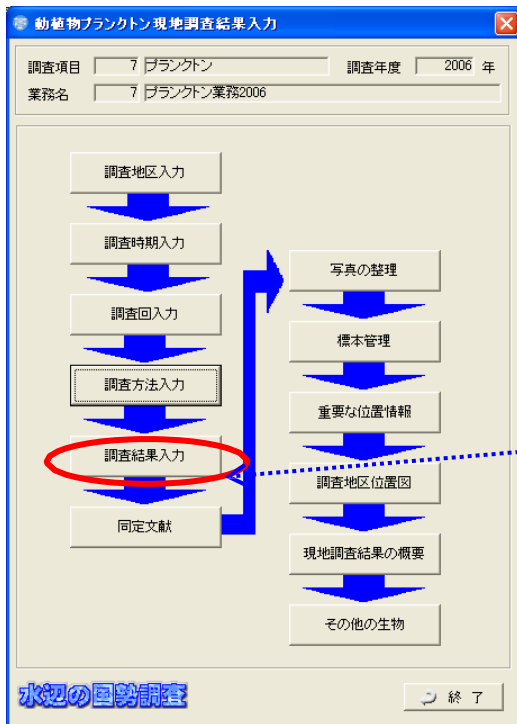 動植物プランクトン現地調査結果入力
調査項目 7 プランクトン 調査年度 2006 年
業務名 7 プランクトン業務2006
調査地区入力
調査時期入力
調査回入力
調査方法入力
調査結果入力
同定文献
写真の整理
標本管理
重要な位置情報
調査地区位置図
現地調査結果の概要
その他の生物
水辺の国勢調査
終了